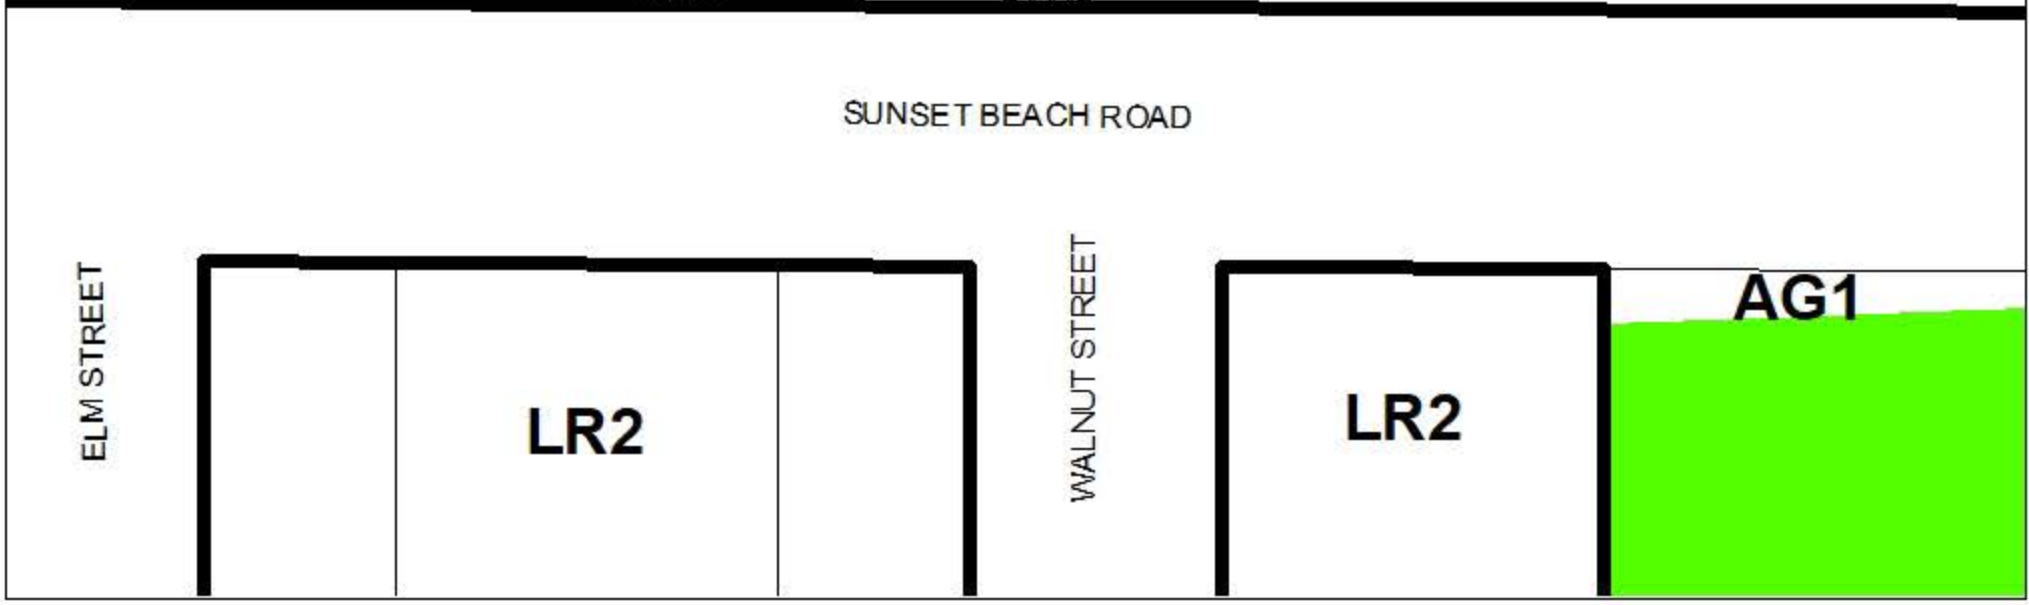 SUNSET BEACH ROAD
ELM STREET
LR2
WALNUT STREET
LR2
AG1